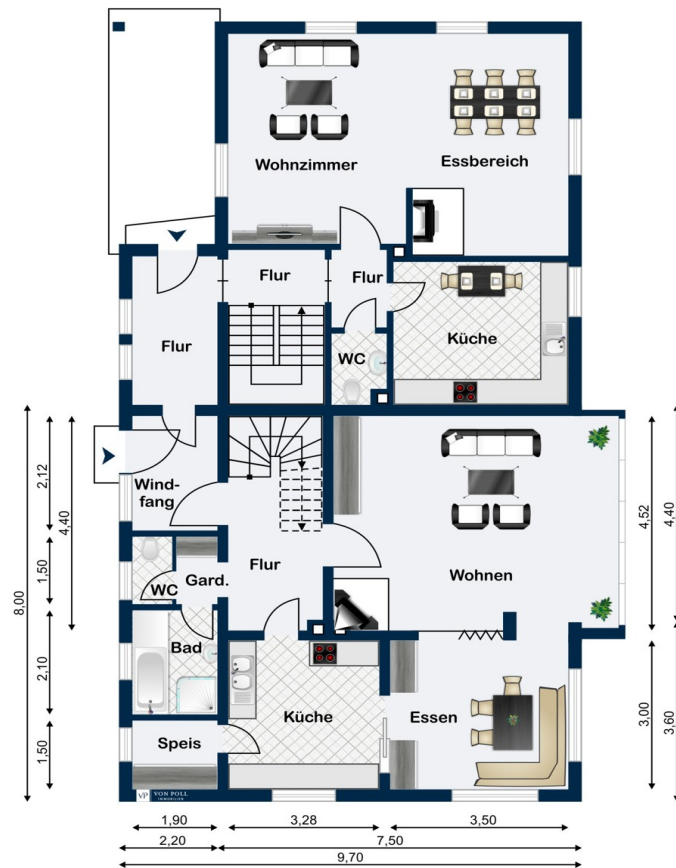 Wohnzimmer
Essbereich
Flur
Flur
Küche
Flur
WC
Wind-
fang
WC
Gard.
Flur
Wohnen
Bad
Küche
Essen
Speis
VP VON POLL
IMMOBILIEN
8,00
2,12
4,40
1,50
2,10
1,50
4,52
4,40
3,00
3,60
1,90
3,28
3,50
2,20
7,50
9,70